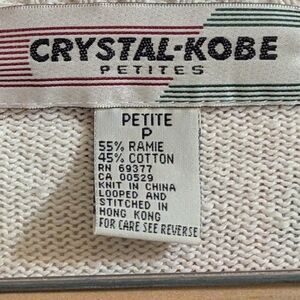 CRYSTAL-KOBE
PETITES
PETITE
P
55% RAMIE
45% COTTON
RN 69377
CA 00529
KNIT IN CHINA
LOOPED AND
STITCHED IN
HONG KONG
FOR CARE SEE REVERSE